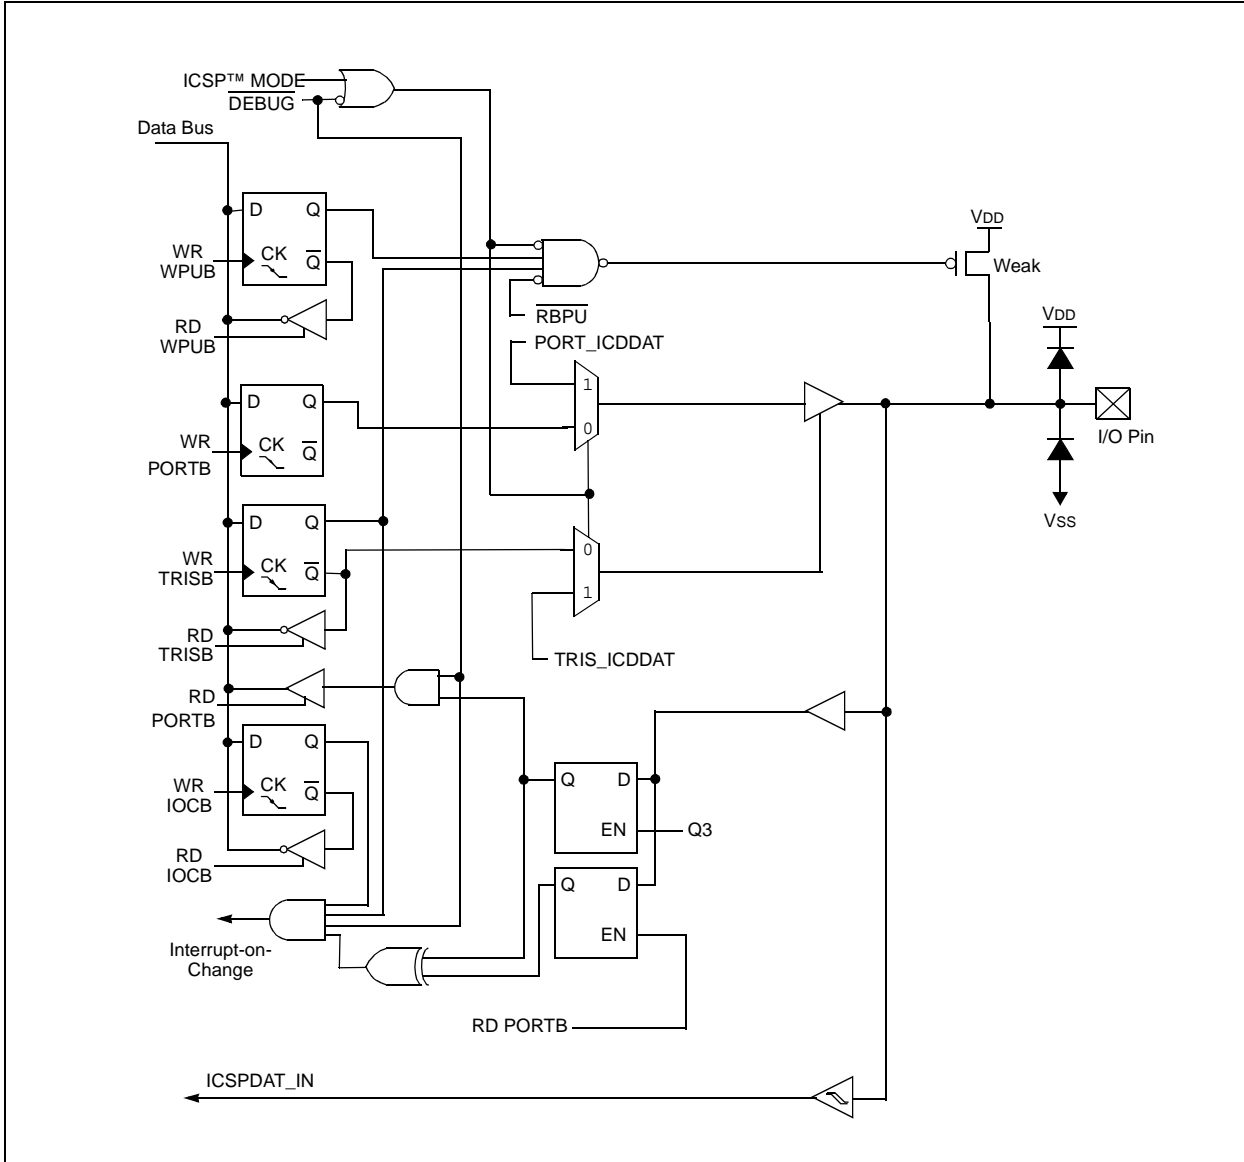 ICSP™ MODE
DEBUG
Data Bus
D Q
CK Q
WR
WPUB
RD
WPUB
VDD
Weak
RBPU
PORT_ICDDAT
1
0
VDD
I/O Pin
VSS
D Q
CK Q
WR
PORTB
D Q
CK Q
WR
TRISB
0
1
RD
TRISB
TRIS_ICDDAT
RD
PORTB
D Q
CK Q
WR
IOCB
Q D
EN
Q3
RD
IOCB
Q D
EN
Interrupt-on-
Change
RD PORTB
ICSPDAT_IN